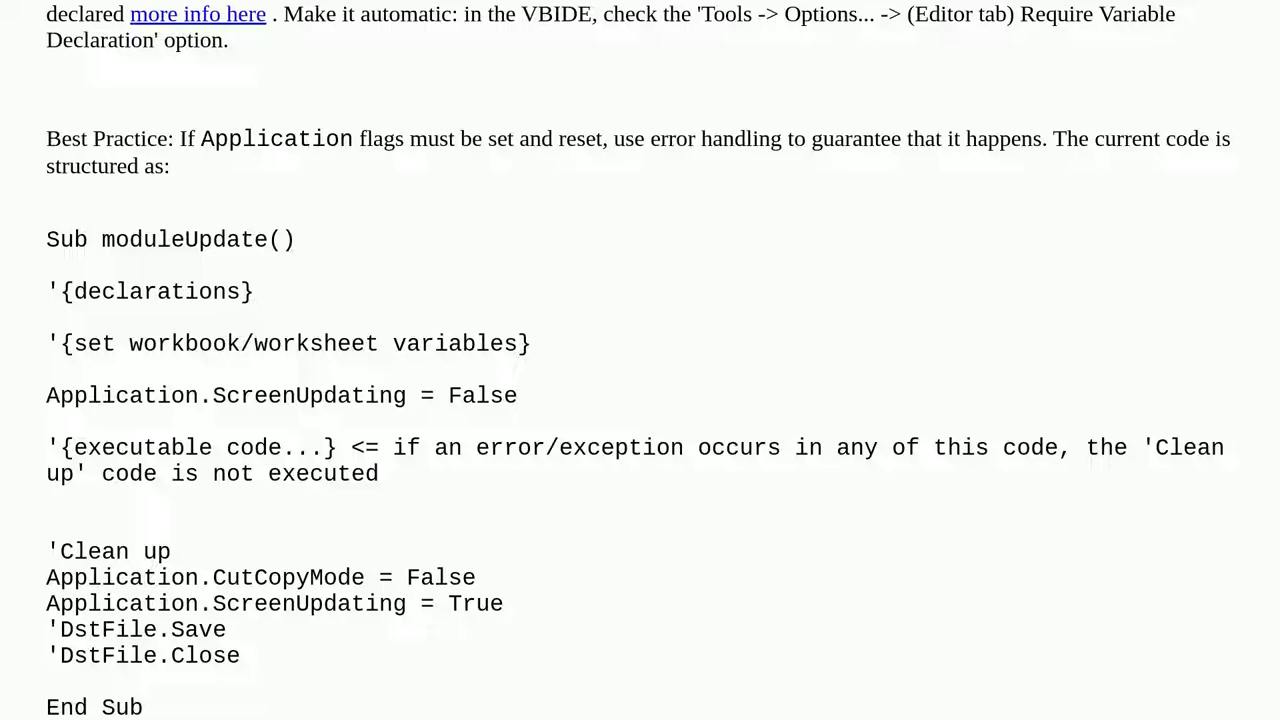 declared more info here . Make it automatic: in the VBIDE, check the 'Tools -> Options... -> (Editor tab) Require Variable
Declaration' option.
Best Practice: If Application flags must be set and reset, use error handling to guarantee that it happens. The current code is
structured as:
Sub moduleUpdate()
'{declarations}
'{set workbook/worksheet variables}
Application.ScreenUpdating = False
'{executable code...} <= if an error/exception occurs in any of this code, the 'Clean
up' code is not executed
'Clean up
Application.CutCopyMode = False
Application.ScreenUpdating = True
'DstFile.Save
'DstFile.Close
End Sub